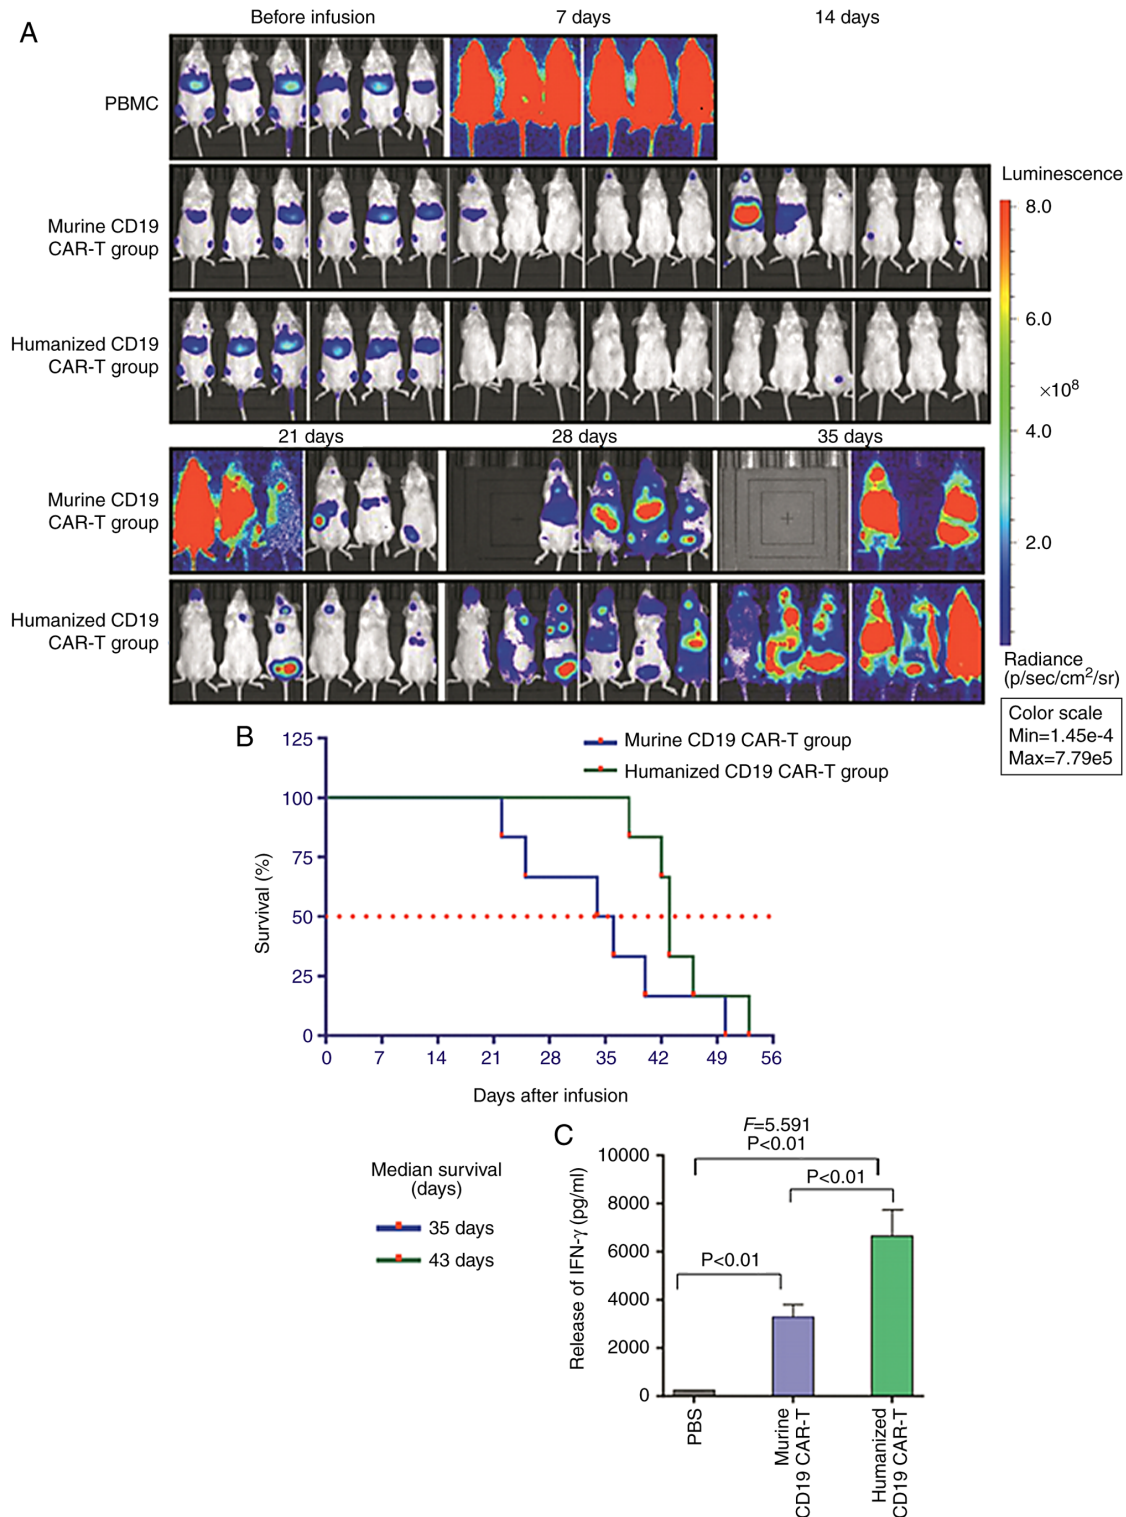 A
Before infusion
7 days
14 days
PBMC
Murine CD19
CAR-T group
Humanized CD19
CAR-T group
Luminescence
8.0
6.0
×10⁸
4.0
2.0
Radiance
(p/sec/cm²/sr)
Color scale
Min=1.45e-4
Max=7.79e5
21 days
28 days
35 days
Murine CD19
CAR-T group
Humanized CD19
CAR-T group
B
Murine CD19 CAR-T group
Humanized CD19 CAR-T group
125
100
75
50
25
0
Survival (%)
0 7 14 21 28 35 42 49 56
Days after infusion
Median survival
(days)
35 days
43 days
C
F=5.591
P<0.01
P<0.01
P<0.01
10000
8000
6000
4000
2000
0
Release of IFN-γ (pg/ml)
PBS
Murine
CD19 CAR-T
Humanized
CD19 CAR-T